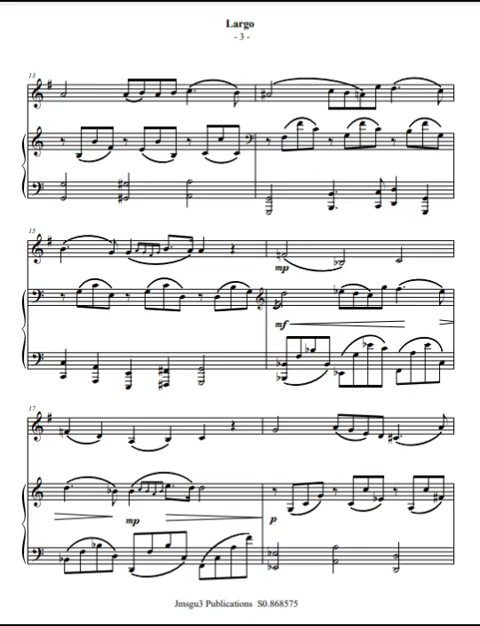 Largo
- 3 -
13
15
mp
mf
17
mp
p
Jmsgu3 Publications S0.868575